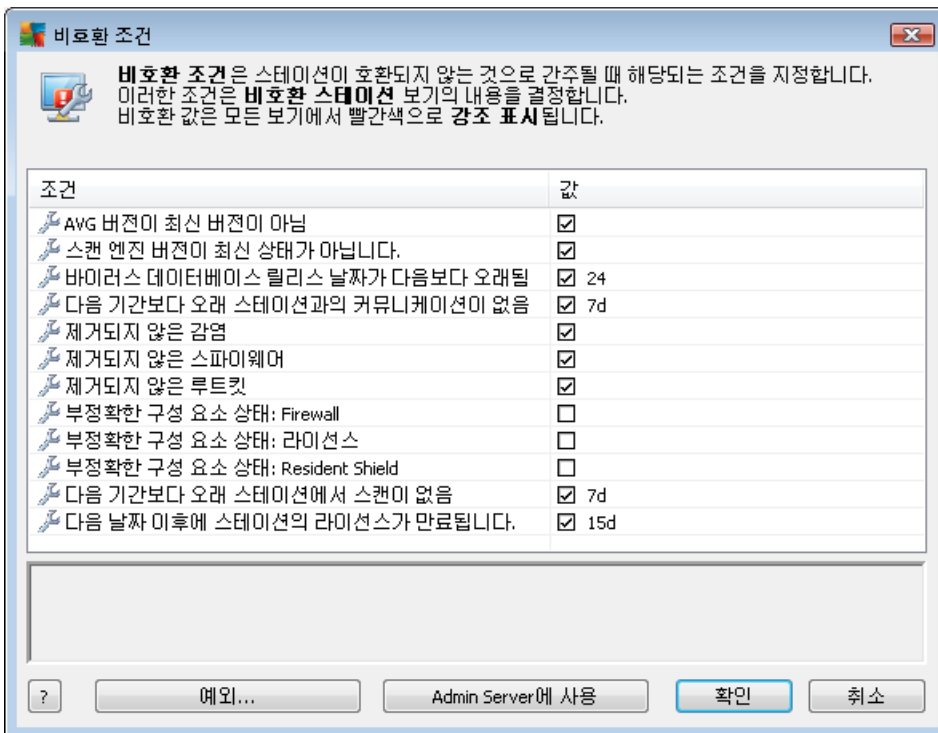 비호환 조건
비호환 조건은 스테이션이 호환되지 않는 것으로 간주될 때 해당되는 조건을 지정합니다.
이러한 조건은 비호환 스테이션 보기의 내용을 결정합니다.
비호환 값은 모든 보기에서 빨간색으로 강조 표시됩니다.
조건 값
AVG 버전이 최신 버전이 아님
스캔 엔진 버전이 최신 상태가 아닙니다.
바이러스 데이터베이스 릴리스 날짜가 다음보다 오래됨 24
다음 기간보다 오래 스테이션과의 커뮤니케이션이 없음 7d
제거되지 않은 감염
제거되지 않은 스파이웨어
제거되지 않은 루트킷
부정확한 구성 요소 상태: Firewall
부정확한 구성 요소 상태: 라이선스
부정확한 구성 요소 상태: Resident Shield
다음 기간보다 오래 스테이션에서 스캔이 없음 7d
다음 날짜 이후에 스테이션의 라이선스가 만료됩니다. 15d
? 예외... Admin Server에 사용 확인 취소